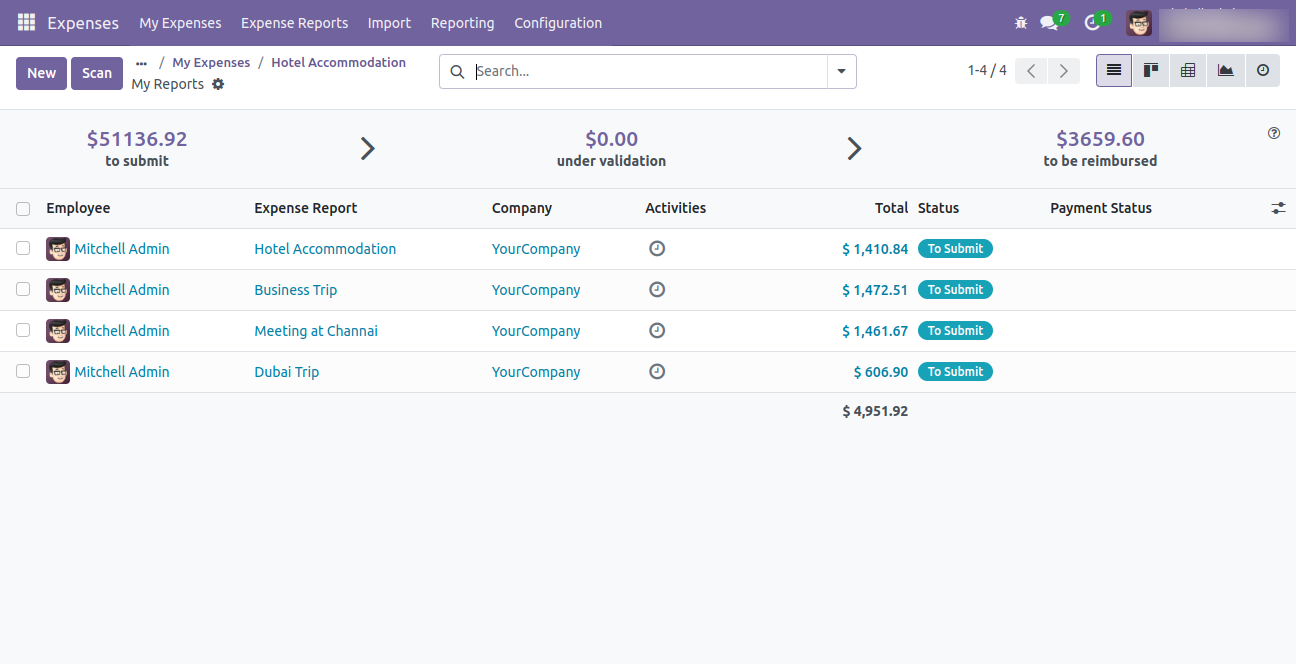 Expenses My Expenses Expense Reports Import Reporting Configuration 7 1
New Scan ... / My Expenses / Hotel Accommodation
My Reports
Search...
1-4 / 4
$51136.92 $0.00 $3659.60
to submit under validation to be reimbursed
Employee Expense Report Company Activities Total Status Payment Status
Mitchell Admin Hotel Accommodation YourCompany $ 1,410.84 To Submit
Mitchell Admin Business Trip YourCompany $ 1,472.51 To Submit
Mitchell Admin Meeting at Channai YourCompany $ 1,461.67 To Submit
Mitchell Admin Dubai Trip YourCompany $ 606.90 To Submit
$ 4,951.92